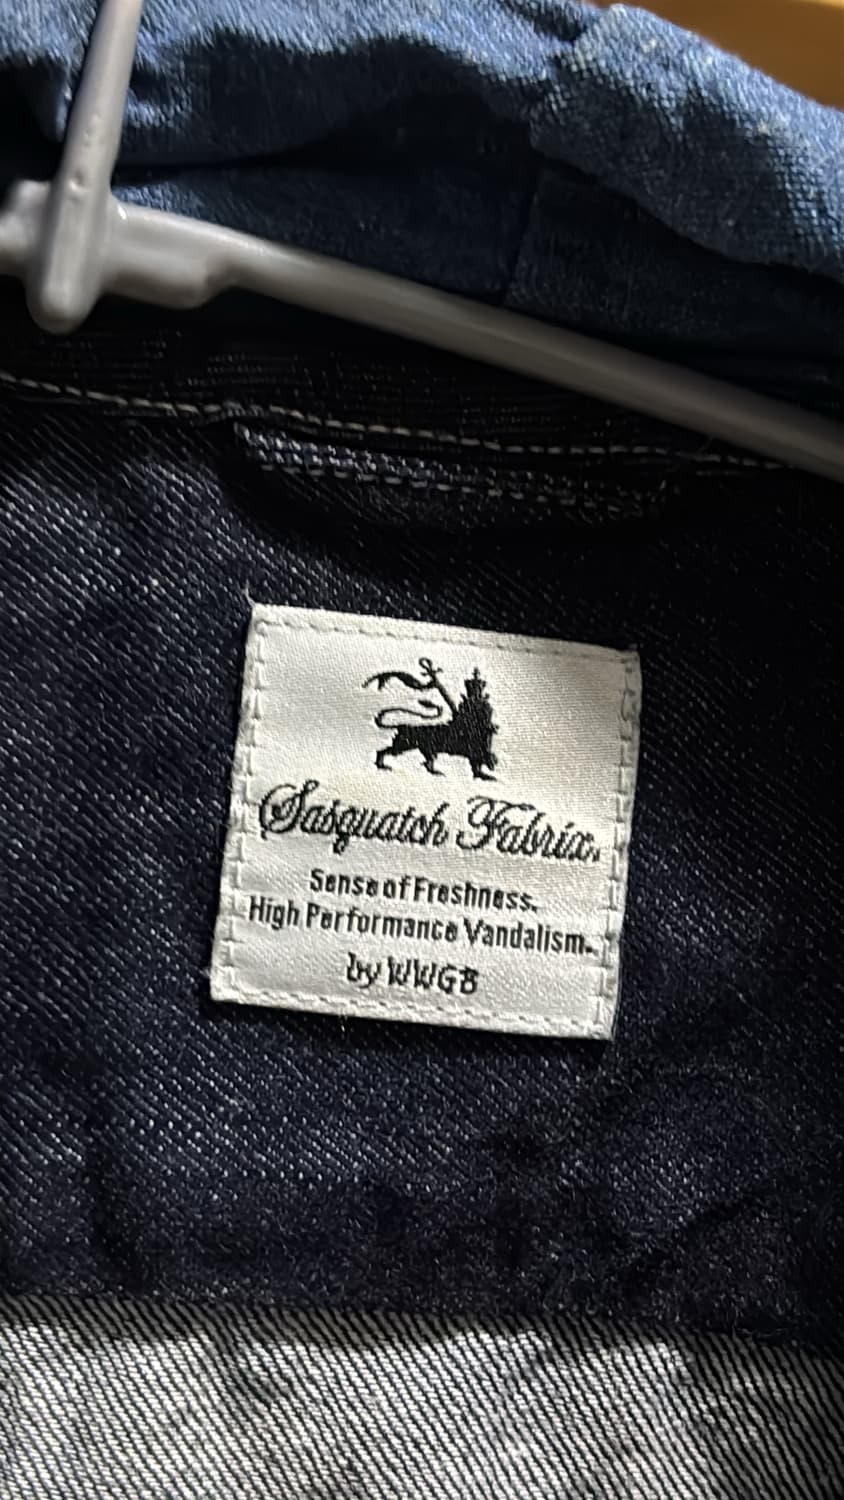 Sasquatch Fabrix.
Sense of Freshness.
High Performance Vandalism.
by WWGB